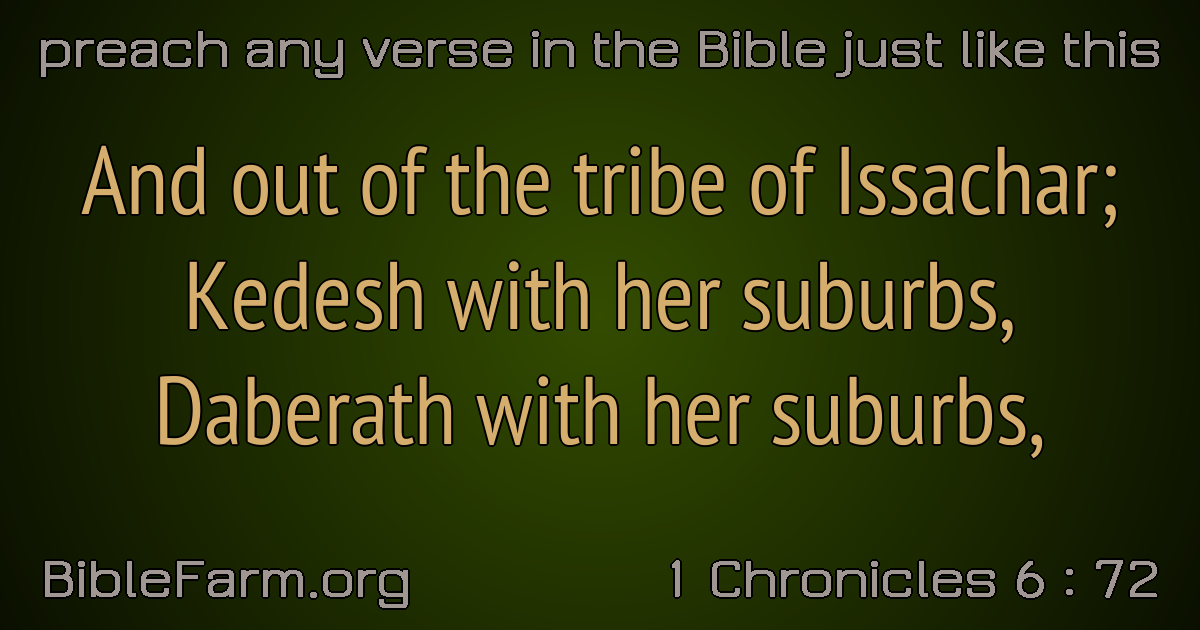 preach any verse in the Bible just like this
And out of the tribe of Issachar;
Kedesh with her suburbs,
Daberath with her suburbs,
BibleFarm.org
1 Chronicles 6 : 72